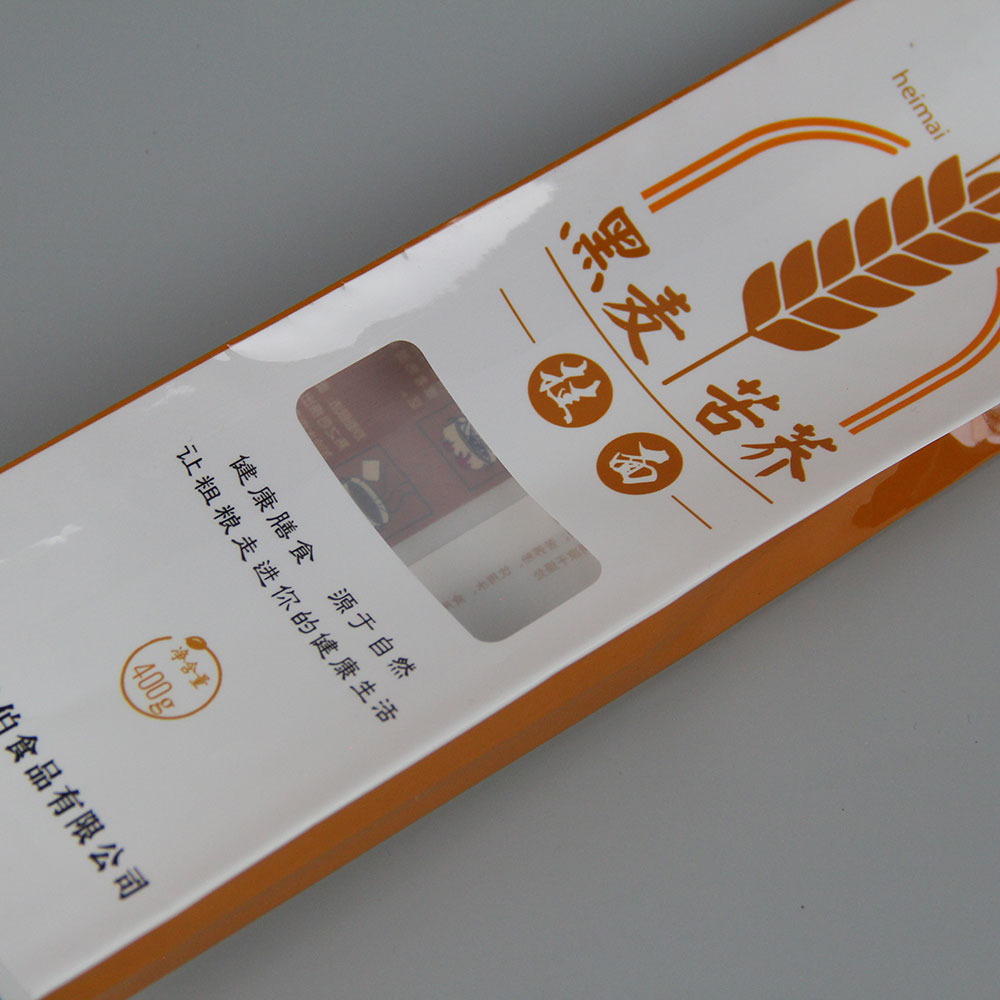 heimai
黑麦苦荞
挂面
健康膳食 源于自然
让粗粮走进你的健康生活
净含量
400g
伯食品有限公司